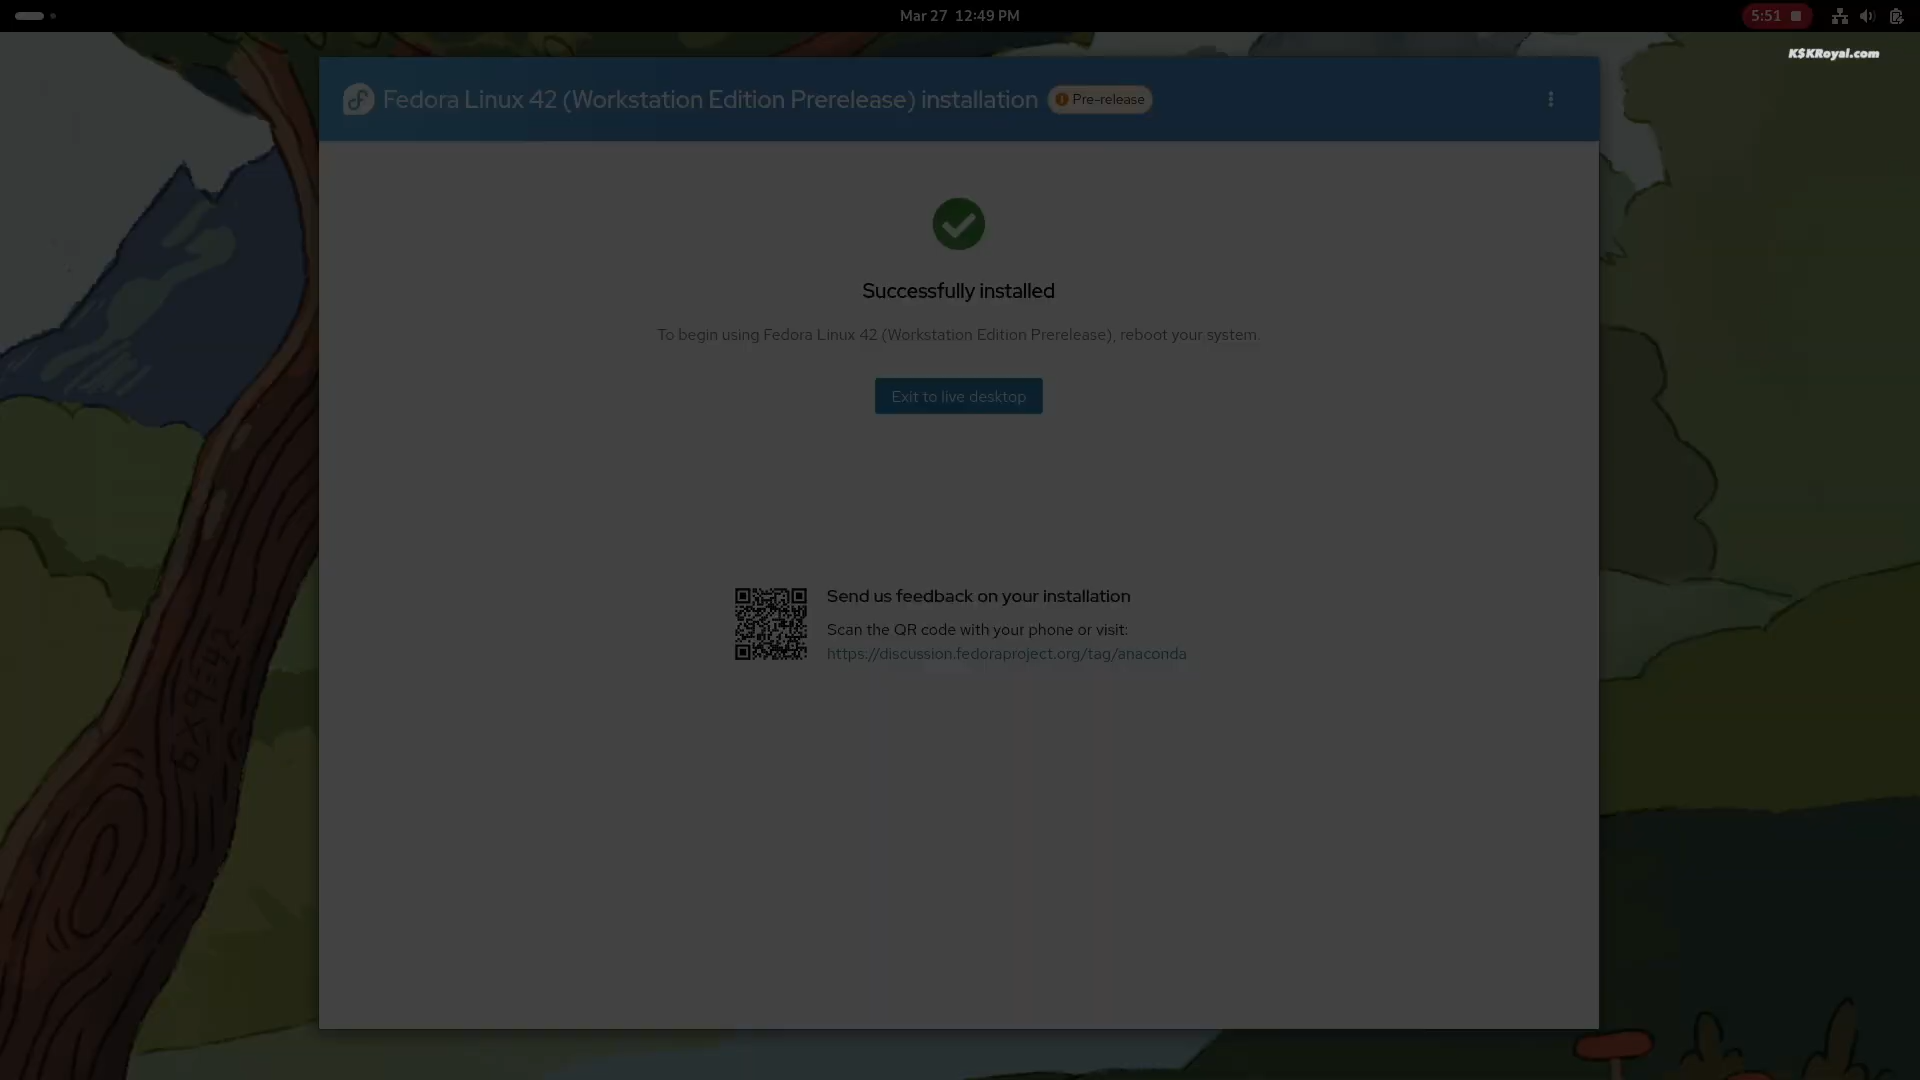 Mar 27 12:49 PM
5:51
K$KRoyal.com
Fedora Linux 42 (Workstation Edition Prerelease) installation
Pre-release
Successfully installed
To begin using Fedora Linux 42 (Workstation Edition Prerelease), reboot your system.
Exit to live desktop
Send us feedback on your installation
Scan the QR code with your phone or visit:
https://discussion.fedoraproject.org/tag/anaconda
6x9=42